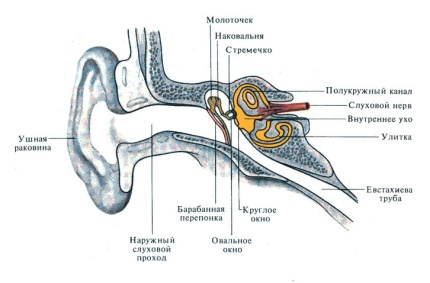 Молоточек
Наковальня
Стремечко
Полукружный канал
Слуховой нерв
Внутреннее ухо
Улитка
Ушная
раковина
Евстахиева
труба
Барабанная
перепонка
Круглое
окно
Наружный
слуховой
проход
Овальное
окно